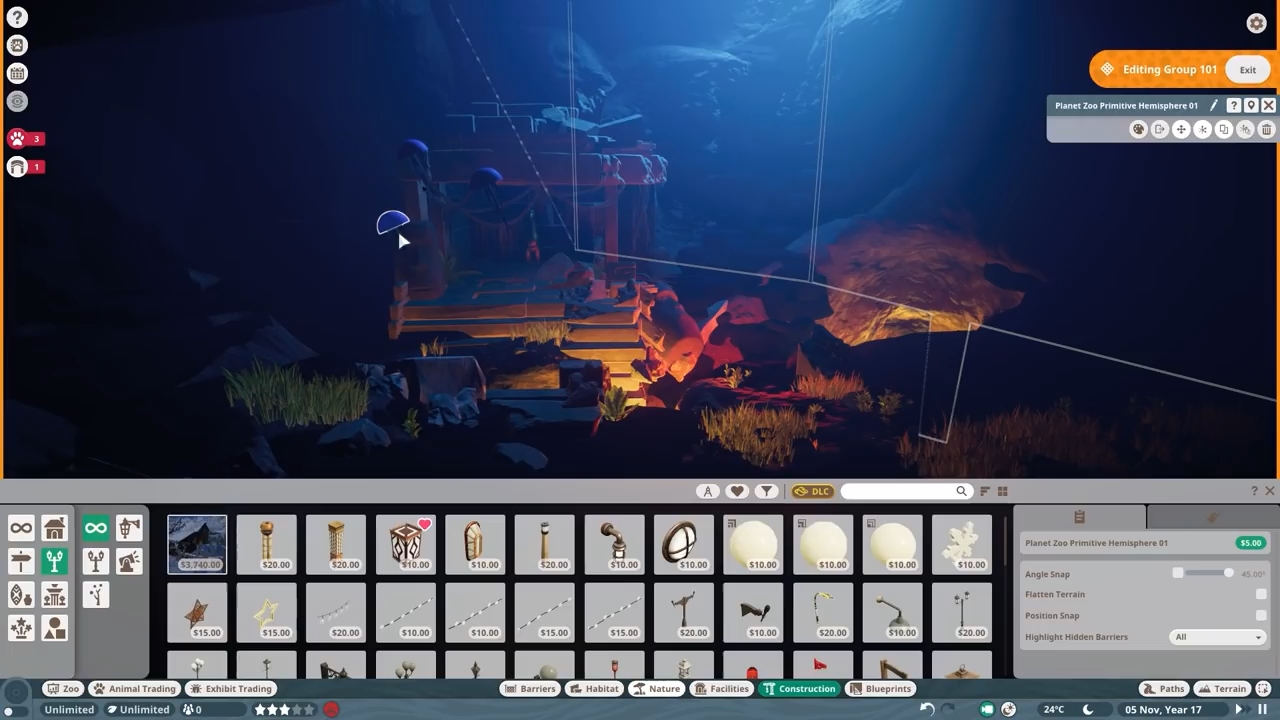 ?
Editing Group 101
Exit
Planet Zoo Primitive Hemisphere 01
?
3
1
DLC
?
$3,740.00
$20.00
$20.00
$10.00
$10.00
$20.00
$10.00
$10.00
$10.00
$10.00
$10.00
$10.00
$15.00
$15.00
$20.00
$10.00
$10.00
$15.00
$15.00
$20.00
$10.00
$20.00
$10.00
$20.00
Planet Zoo Primitive Hemisphere 01
$5.00
Angle Snap
45.00°
Flatten Terrain
Position Snap
Highlight Hidden Barriers
All
Zoo
Animal Trading
Exhibit Trading
Barriers
Habitat
Nature
Facilities
Construction
Blueprints
Paths
Terrain
Unlimited
Unlimited
0
24°C
05 Nov, Year 17